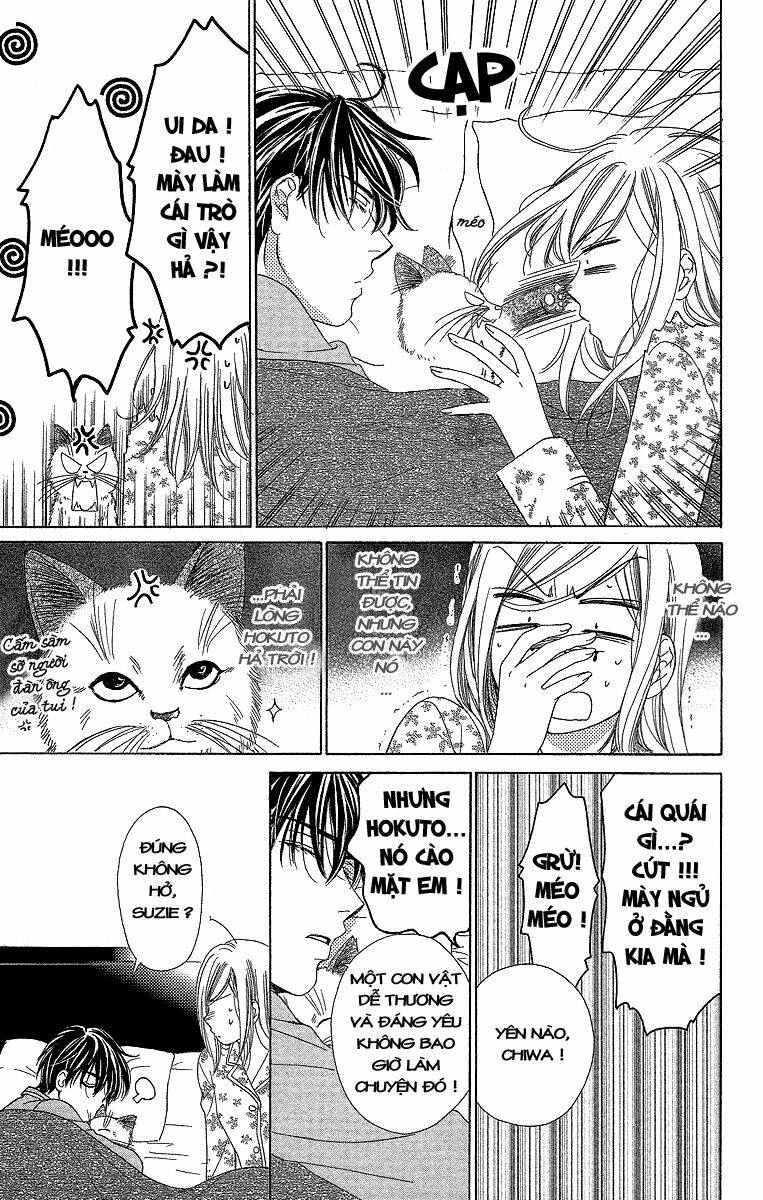 CẠP
méo
UI DA !
ĐAU !
MÀY LÀM
CÁI TRÒ
GÌ VẬY
HẢ ?!
MÉOOO
!!!
KHÔNG
THỂ NÀO
...
KHÔNG
THỂ TIN
ĐƯỢC,
NHƯNG
CON NÀY
NÓ
...
...PHẢI
LÒNG
HOKUTO
HẢ TRỜI !
Cấm sàm
sỡ người
đàn ông
của tui !
CÁI QUÁI
GÌ...?
CÚT !!!
MÀY NGỦ
Ở ĐẰNG
KIA MÀ !
GRỪ!
MÉO
MÉO !
YÊN NÀO,
CHIWA !
NHƯNG
HOKUTO...
NÓ CÀO
MẶT EM !
MỘT CON VẬT
DỄ THƯƠNG
VÀ ĐÁNG YÊU
KHÔNG BAO
GIỜ LÀM
CHUYỆN ĐÓ !
ĐÚNG
KHÔNG
HỞ,
SUZIE ?